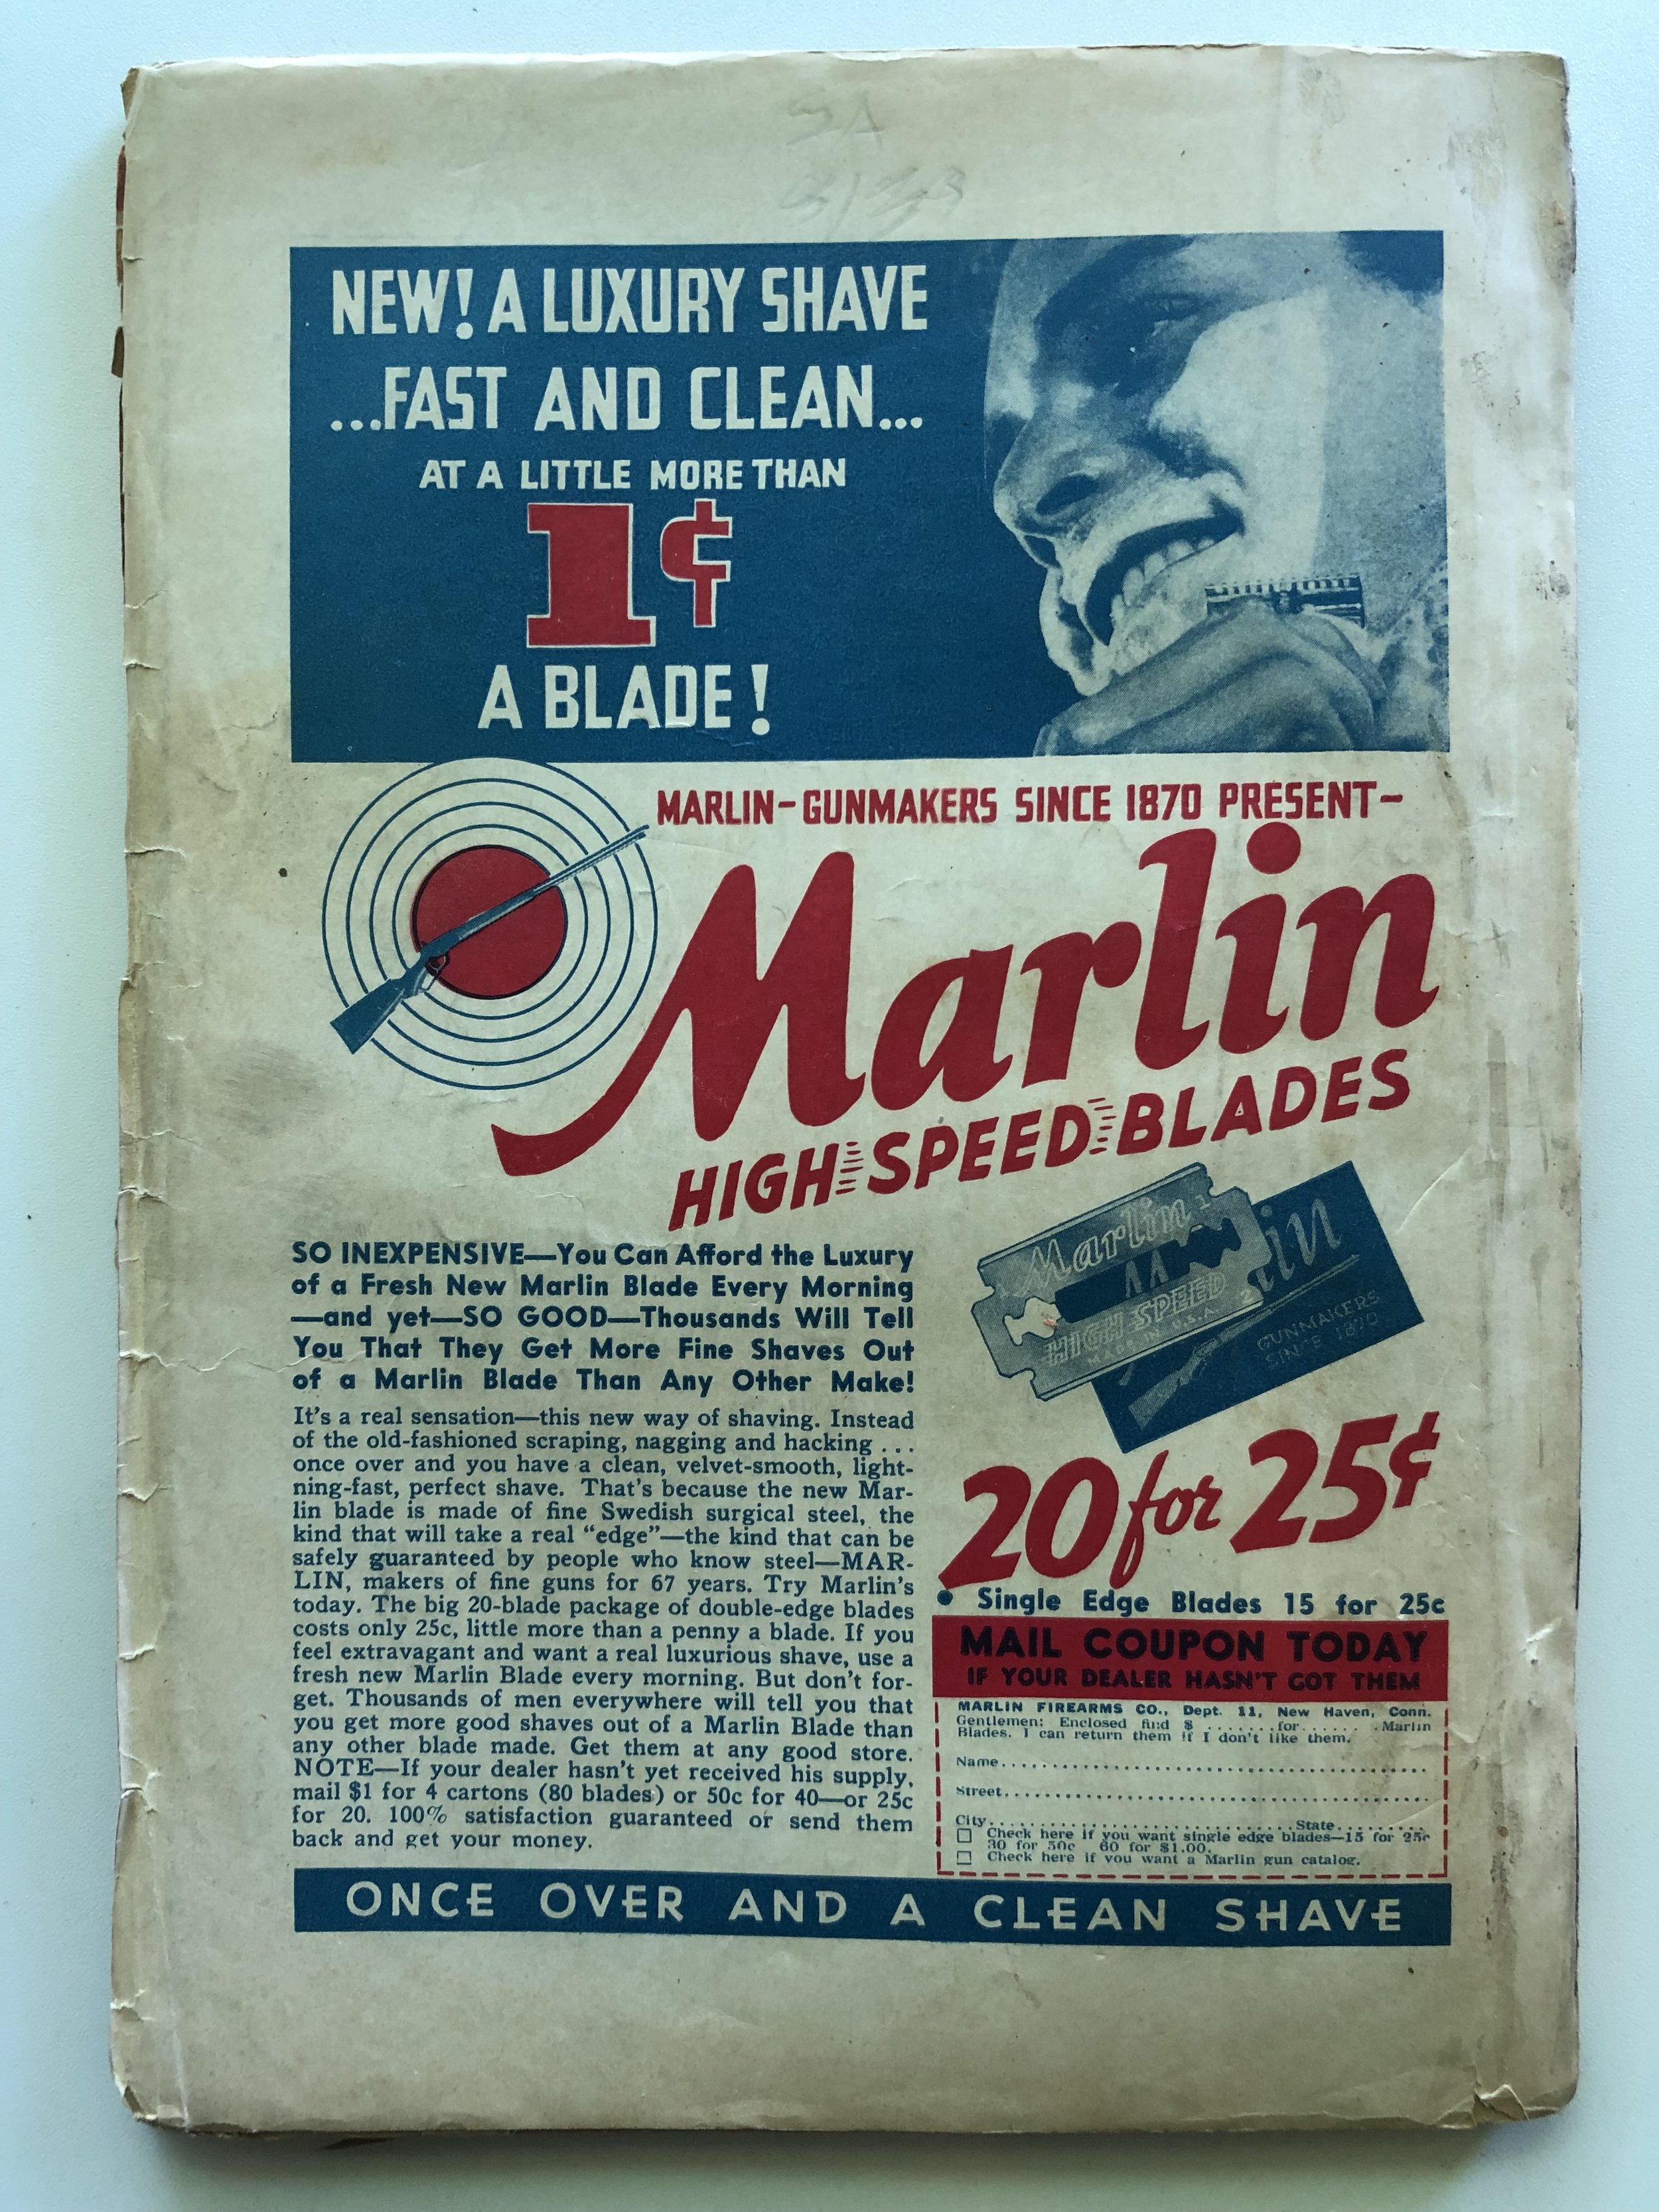 NEW! A LUXURY SHAVE
...FAST AND CLEAN...
AT A LITTLE MORE THAN
1¢
A BLADE!
MARLIN-GUNMAKERS SINCE 1870 PRESENT-
Marlin
HIGH SPEED BLADES
SO INEXPENSIVE—You Can Afford the Luxury
of a Fresh New Marlin Blade Every Morning
—and yet—SO GOOD—Thousands Will Tell
You That They Get More Fine Shaves Out
of a Marlin Blade Than Any Other Make!
It's a real sensation—this new way of shaving. Instead
of the old-fashioned scraping, nagging and hacking ...
once over and you have a clean, velvet-smooth, light-
ning-fast, perfect shave. That's because the new Mar-
lin blade is made of fine Swedish surgical steel, the
kind that will take a real "edge"—the kind that can be
safely guaranteed by people who know steel—MAR-
LIN, makers of fine guns for 67 years. Try Marlin's
today. The big 20-blade package of double-edge blades
costs only 25c, little more than a penny a blade. If you
feel extravagant and want a real luxurious shave, use a
fresh new Marlin Blade every morning. But don't for-
get. Thousands of men everywhere will tell you that
you get more good shaves out of a Marlin Blade than
any other blade made. Get them at any good store.
NOTE—If your dealer hasn't yet received his supply,
mail $1 for 4 cartons (80 blades) or 50c for 40—or 25c
for 20. 100% satisfaction guaranteed or send them
back and get your money.
Marlin 1
HIGH SPEED 2
MADE IN U.S.A.
lin
GUNMAKERS
SINCE 1870
20 for 25¢
• Single Edge Blades 15 for 25c
MAIL COUPON TODAY
IF YOUR DEALER HASN'T GOT THEM
MARLIN FIREARMS CO., Dept. 11, New Haven, Conn.
Gentlemen: Enclosed find $ .......for...... .Marlin
Blades. I can return them if I don't like them.
Name..........................................
Street..........................................
City..............................State..........
Check here if you want single edge blades—15 for 25c
30 for 50c 60 for $1.00.
Check here if you want a Marlin gun catalog.
ONCE OVER AND A CLEAN SHAVE